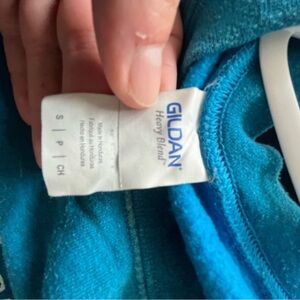 GILDAN
Heavy Blend
Made in Honduras
Fabriqué au Honduras
Hecho en Honduras
S | P | CH